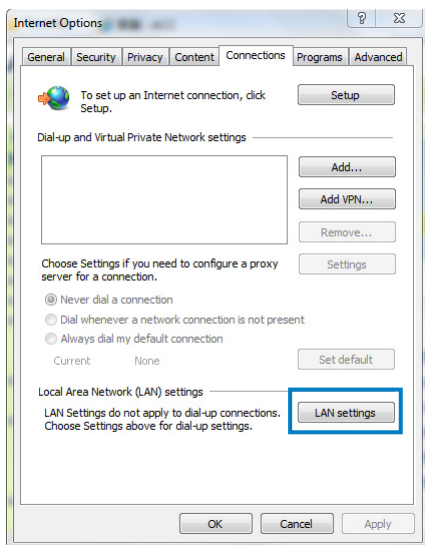 Internet Options
General Security Privacy Content Connections Programs Advanced
To set up an Internet connection, click
Setup.
Setup
Dial-up and Virtual Private Network settings
Add...
Add VPN...
Remove...
Choose Settings if you need to configure a proxy
server for a connection.
Settings
Never dial a connection
Dial whenever a network connection is not present
Always dial my default connection
Current None
Set default
Local Area Network (LAN) settings
LAN Settings do not apply to dial-up connections.
Choose Settings above for dial-up settings.
LAN settings
OK Cancel Apply